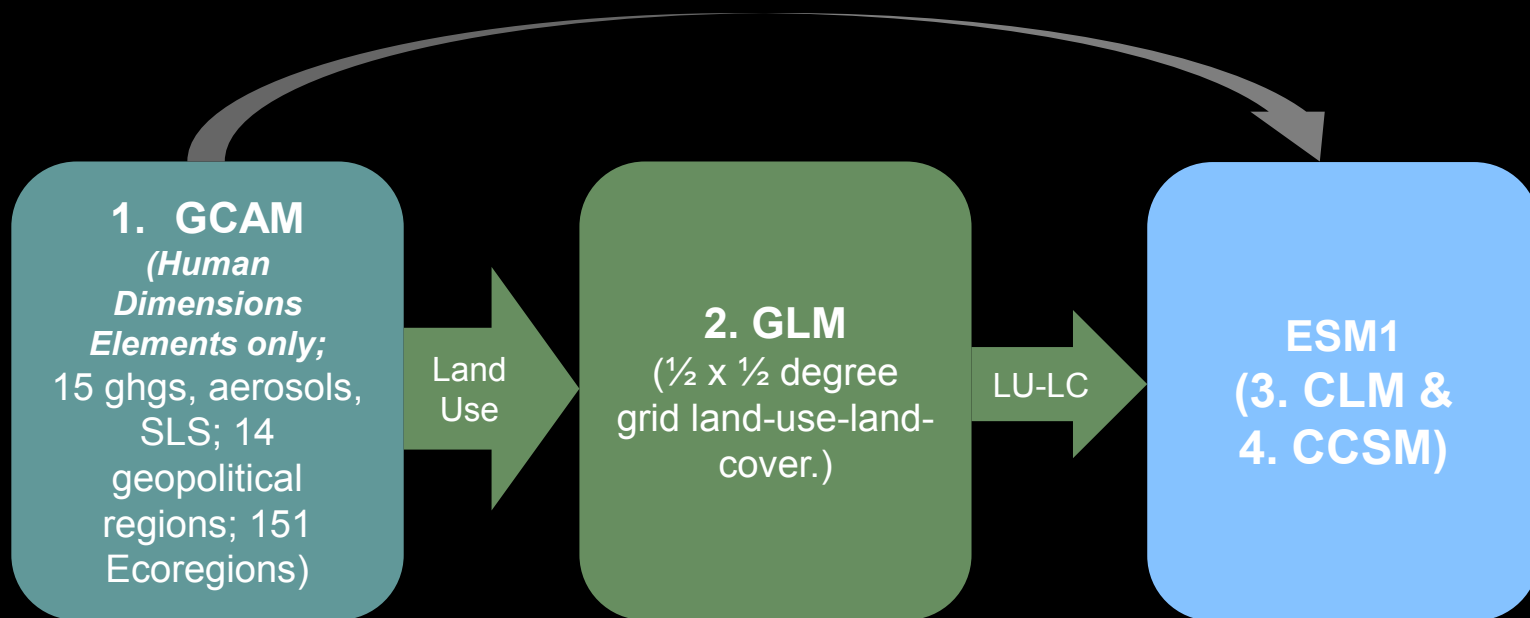 1. GCAM
(Human
Dimensions
Elements only;
15 ghgs, aerosols,
SLS; 14
geopolitical
regions; 151
Ecoregions)
Land
Use
2. GLM
(½ x ½ degree
grid land-use-land-
cover.)
LU-LC
ESM1
(3. CLM &
4. CCSM)